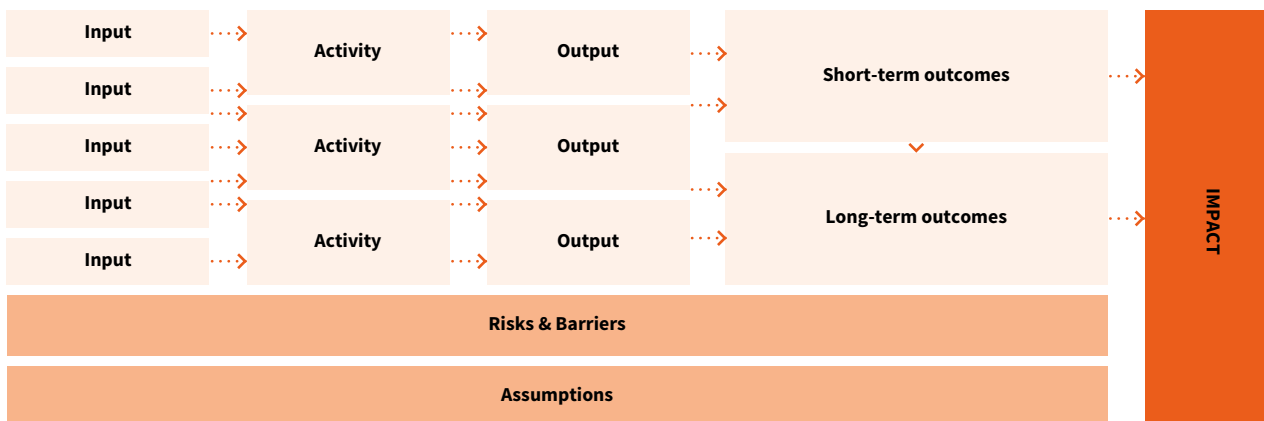 Input
Input
Input
Input
Input
Activity
Activity
Activity
Output
Output
Output
Short-term outcomes
Long-term outcomes
IMPACT
Risks & Barriers
Assumptions